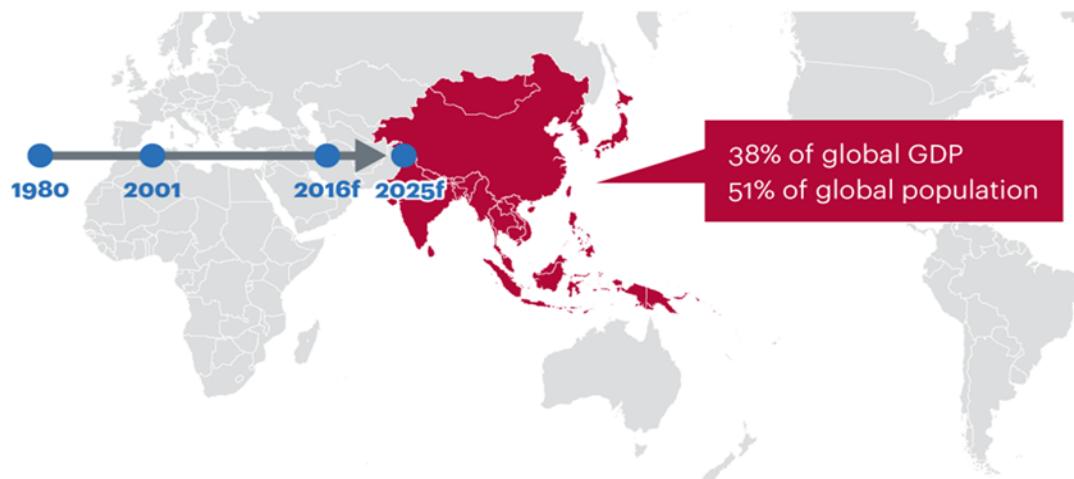 1980
2001
2016f
2025f
38% of global GDP
51% of global population